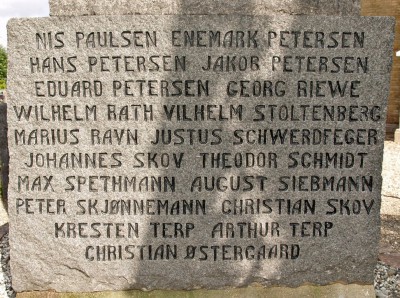 NIS PAULSEN ENEMARK PETERSEN
HANS PETERSEN JAKOB PETERSEN
EDUARD PETERSEN GEORG RIEWE
WILHELM RATH VILHELM STOLTENBERG
MARIUS RAVN JUSTUS SCHWERDFEGER
JOHANNES SKOV THEODOR SCHMIDT
MAX SPETHMANN AUGUST SIEBMANN
PETER SKJØNNEMANN CHRISTIAN SKOV
KRESTEN TERP ARTHUR TERP
CHRISTIAN ØSTERGAARD